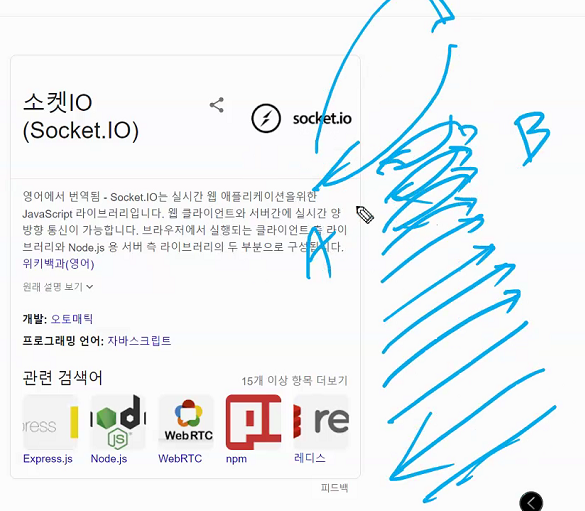 소켓IO
(Socket.IO)
socket.io
영어에서 번역됨 - Socket.IO는 실시간 웹 애플리케이션을위한
JavaScript 라이브러리입니다. 웹 클라이언트와 서버간에 실시간 양
방향 통신이 가능합니다. 브라우저에서 실행되는 클라이언트 측 라이
브러리와 Node.js 용 서버 측 라이브러리의 두 부분으로 구성됩니다.
위키백과(영어)
원래 설명 보기
개발: 오토매틱
프로그래밍 언어: 자바스크립트
관련 검색어
15개 이상 항목 더보기
ress
WebRTC
re
Express.js
Node.js
WebRTC
npm
레디스
피드백
A
B